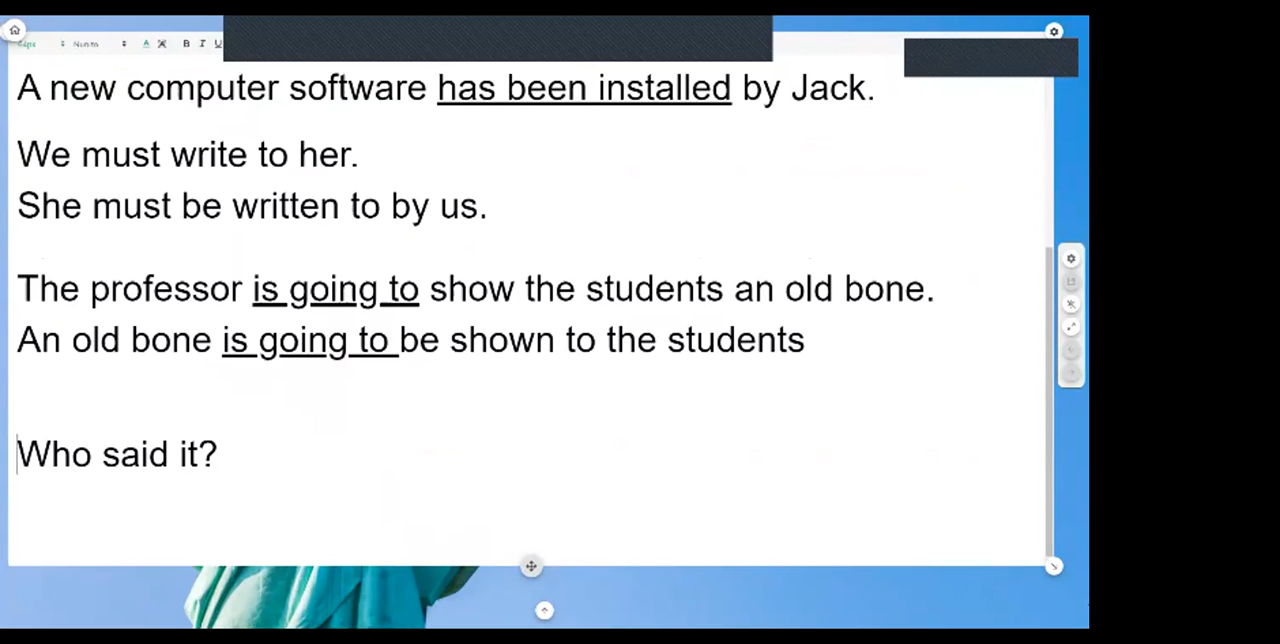 Nunito
B I U
A new computer software has been installed by Jack.
We must write to her.
She must be written to by us.
The professor is going to show the students an old bone.
An old bone is going to be shown to the students
Who said it?